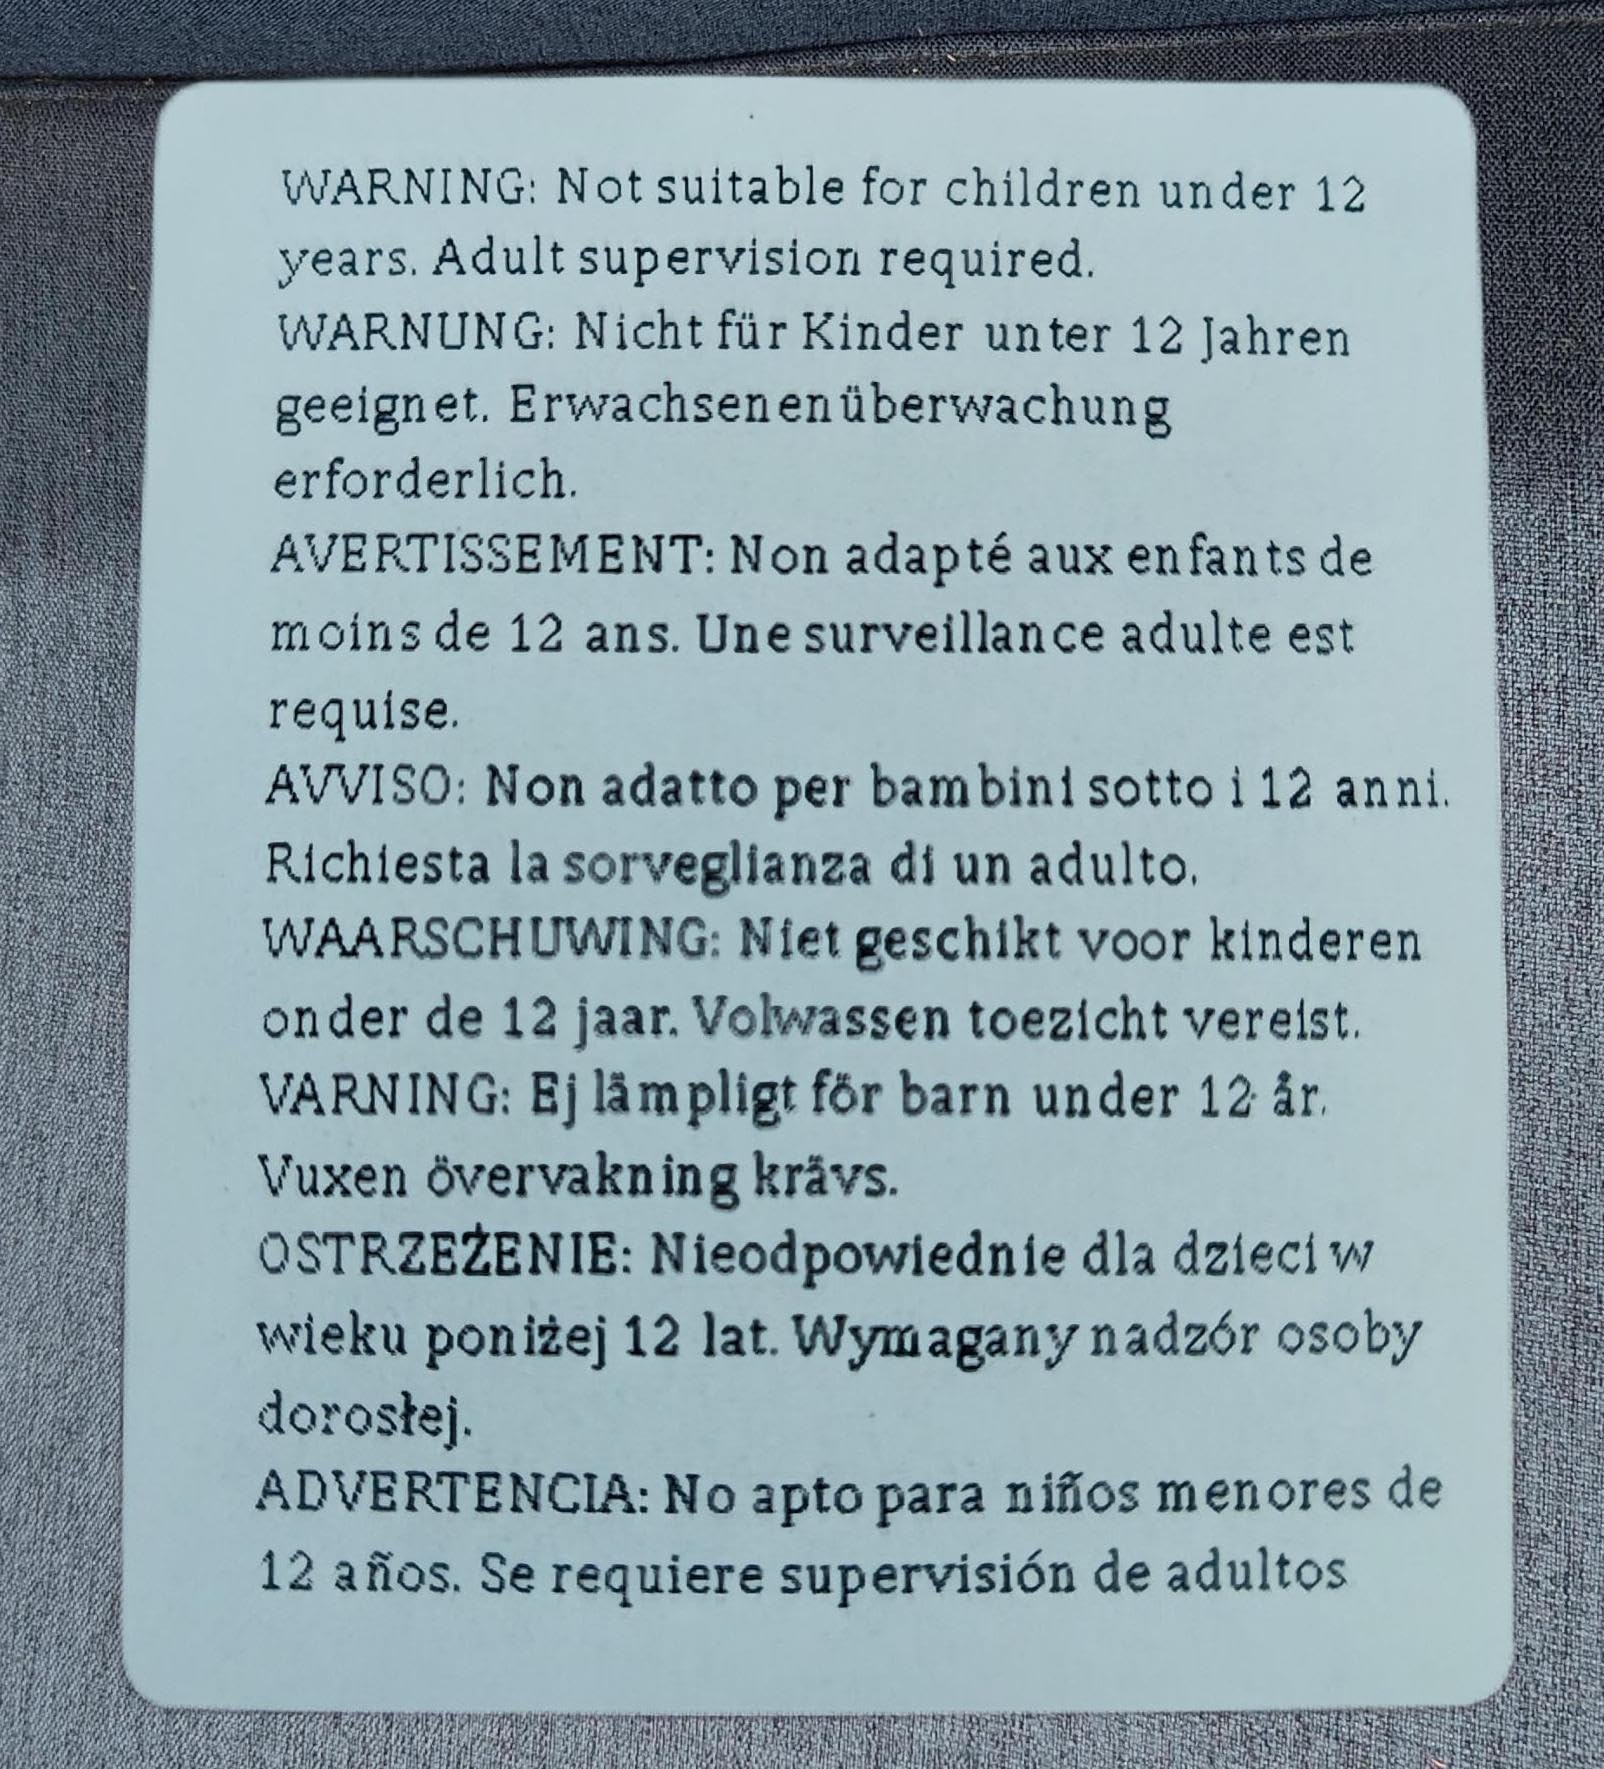 WARNING: Not suitable for children under 12
years. Adult supervision required.
WARNUNG: Nicht für Kinder unter 12 Jahren
geeignet. Erwachsenenüberwachung
erforderlich.
AVERTISSEMENT: Non adapté aux enfants de
moins de 12 ans. Une surveillance adulte est
requise.
AVVISO: Non adatto per bambini sotto i 12 anni.
Richiesta la sorveglianza di un adulto.
WAARSCHUWING: Niet geschikt voor kinderen
onder de 12 jaar. Volwassen toezicht vereist.
VARNING: Ej lämpligt för barn under 12 år.
Vuxen övervakning krävs.
OSTRZEŻENIE: Nieodpowiednie dla dzieci w
wieku poniżej 12 lat. Wymagany nadzór osoby
dorosłej.
ADVERTENCIA: No apto para niños menores de
12 años. Se requiere supervisión de adultos